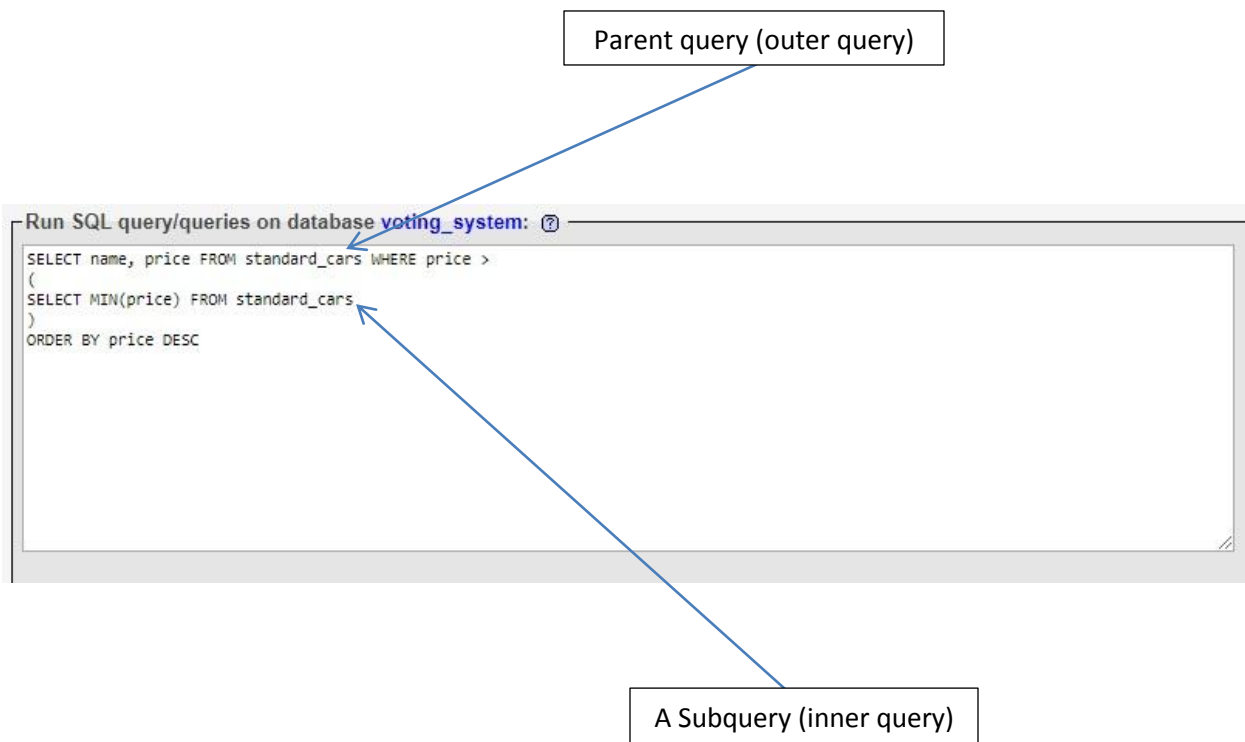 Parent query (outer query)
Run SQL query/queries on database voting_system:
SELECT name, price FROM standard_cars WHERE price >
(
SELECT MIN(price) FROM standard_cars
)
ORDER BY price DESC
A Subquery (inner query)